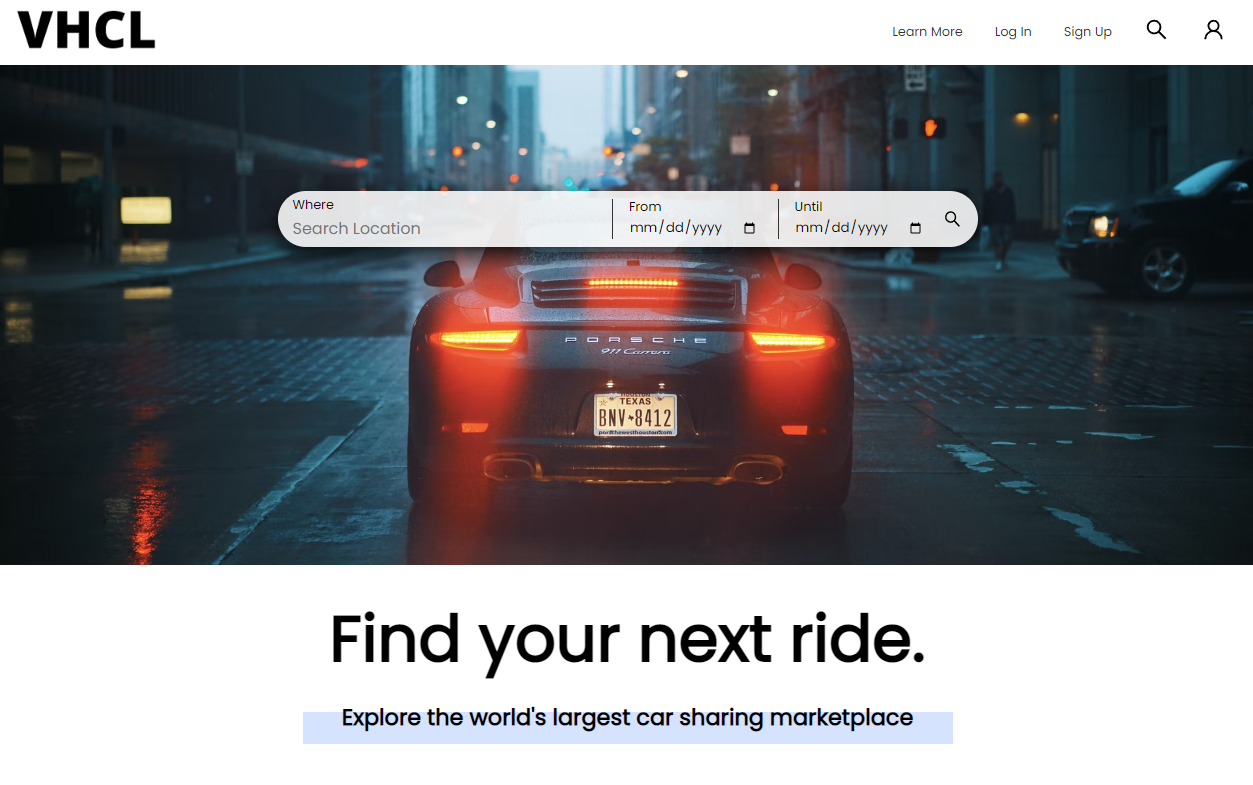 VHCL
Learn More Log In Sign Up
Where
Search Location
From
mm/dd/yyyy
Until
mm/dd/yyyy
PORSCHE
911 Carrera
HOUSTON
TEXAS
BNV★8412
Find your next ride.
Explore the world's largest car sharing marketplace